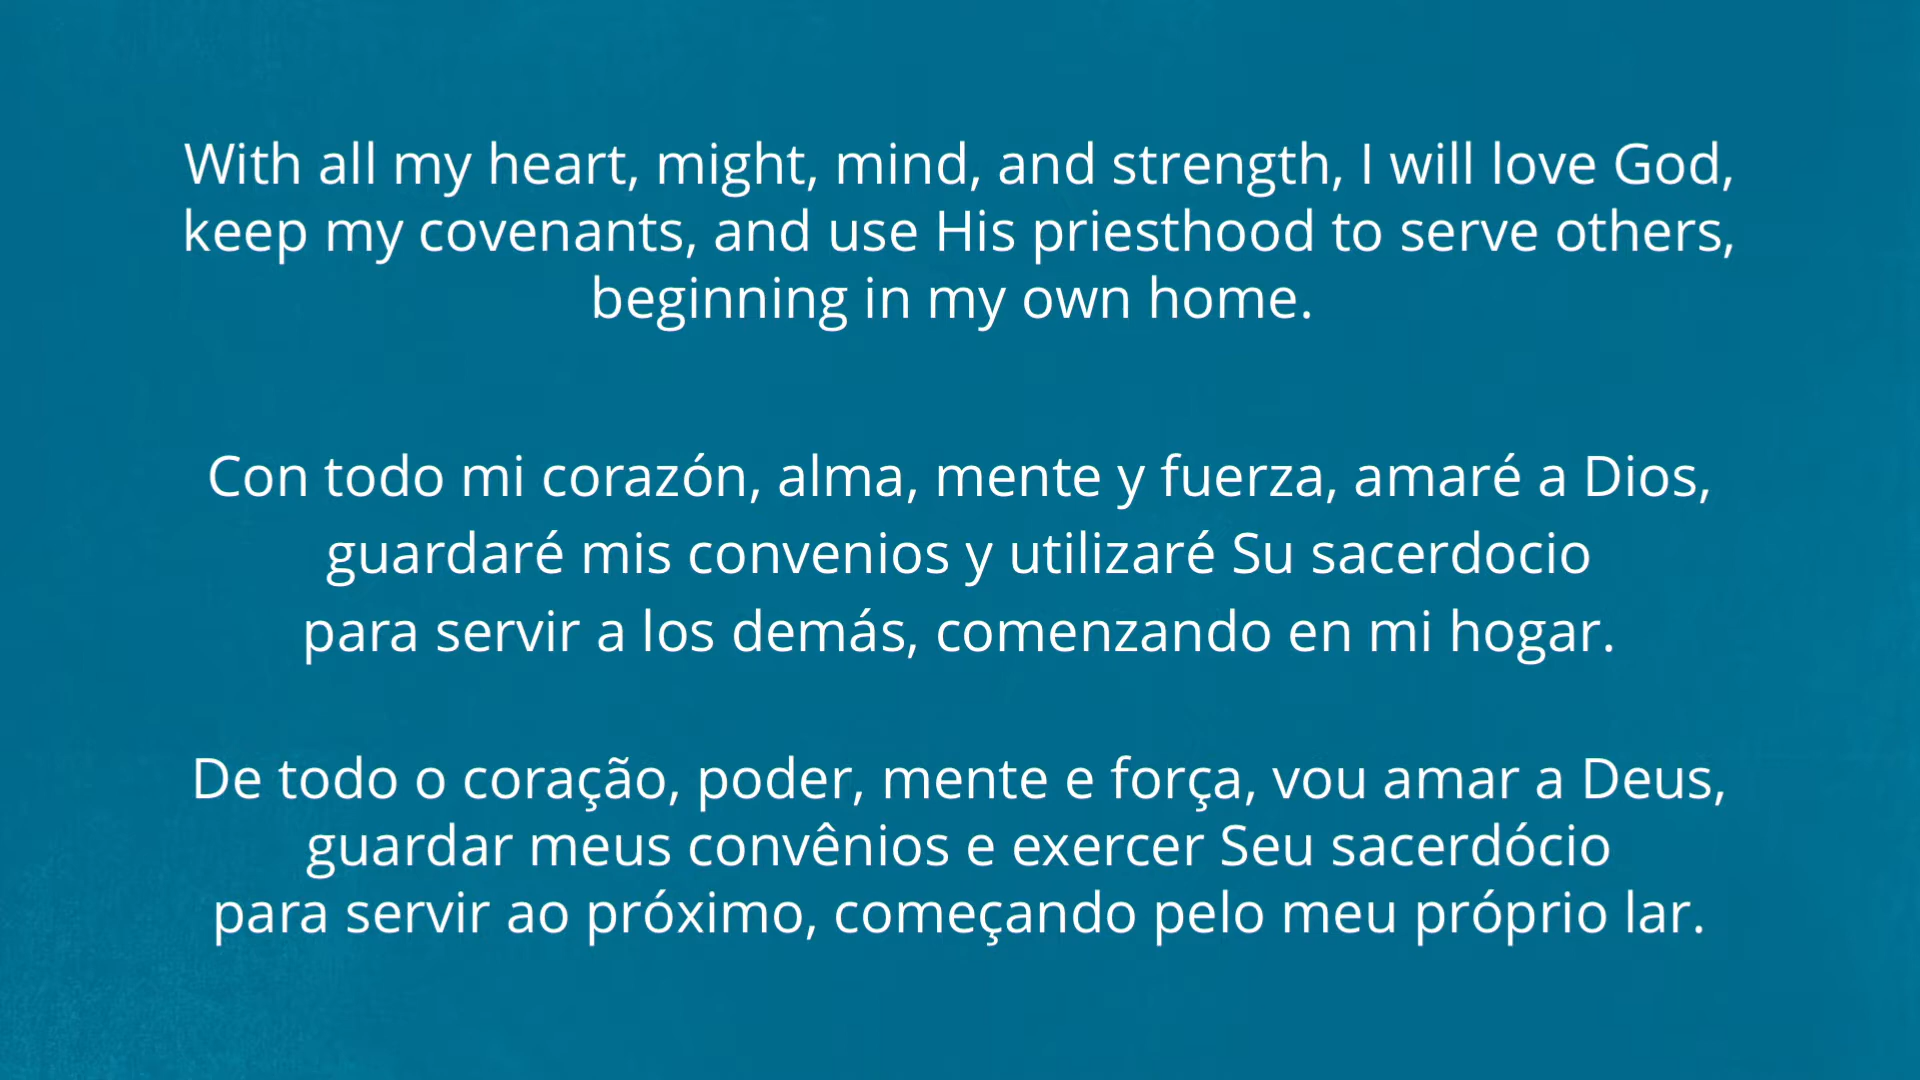 With all my heart, might, mind, and strength, I will love God,
keep my covenants, and use His priesthood to serve others,
beginning in my own home.
Con todo mi corazón, alma, mente y fuerza, amaré a Dios,
guardaré mis convenios y utilizaré Su sacerdocio
para servir a los demás, comenzando en mi hogar.
De todo o coração, poder, mente e força, vou amar a Deus,
guardar meus convênios e exercer Seu sacerdócio
para servir ao próximo, começando pelo meu próprio lar.